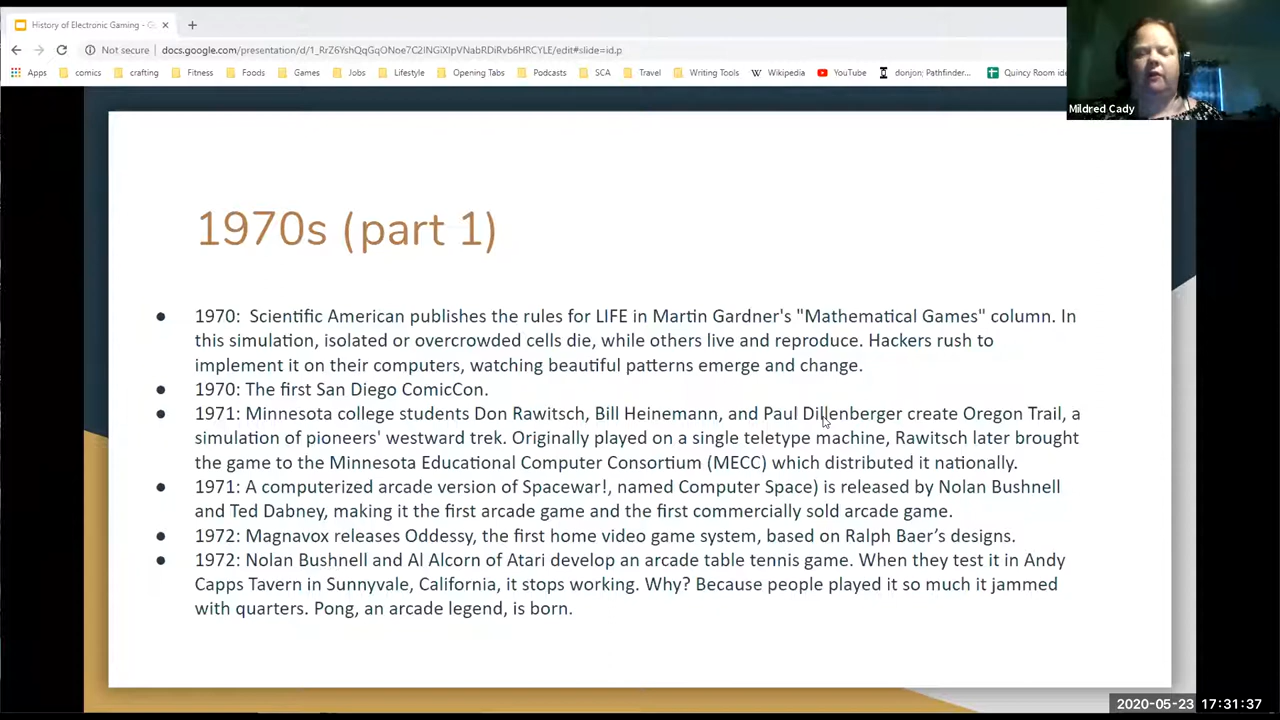 History of Electronic Gaming - G
Not secure
docs.google.com/presentation/d/1_RrZ6YshQqGqONoe7C2lNGiXlpVNabRDiRvb6HRCYLE/edit#slide=id.p
Apps comics crafting Fitness Foods Games Jobs Lifestyle Opening Tabs Podcasts SCA Travel Writing Tools Wikipedia YouTube donjon; Pathfinder... Quincy Room
Mildred Cady
1970s (part 1)
● 1970:  Scientific American publishes the rules for LIFE in Martin Gardner's "Mathematical Games" column. In
this simulation, isolated or overcrowded cells die, while others live and reproduce. Hackers rush to
implement it on their computers, watching beautiful patterns emerge and change.
● 1970: The first San Diego ComicCon.
● 1971: Minnesota college students Don Rawitsch, Bill Heinemann, and Paul Dillenberger create Oregon Trail, a
simulation of pioneers' westward trek. Originally played on a single teletype machine, Rawitsch later brought
the game to the Minnesota Educational Computer Consortium (MECC) which distributed it nationally.
● 1971: A computerized arcade version of Spacewar!, named Computer Space) is released by Nolan Bushnell
and Ted Dabney, making it the first arcade game and the first commercially sold arcade game.
● 1972: Magnavox releases Oddessy, the first home video game system, based on Ralph Baer’s designs.
● 1972: Nolan Bushnell and Al Alcorn of Atari develop an arcade table tennis game. When they test it in Andy
Capps Tavern in Sunnyvale, California, it stops working. Why? Because people played it so much it jammed
with quarters. Pong, an arcade legend, is born.
2020-05-23 17:31:37